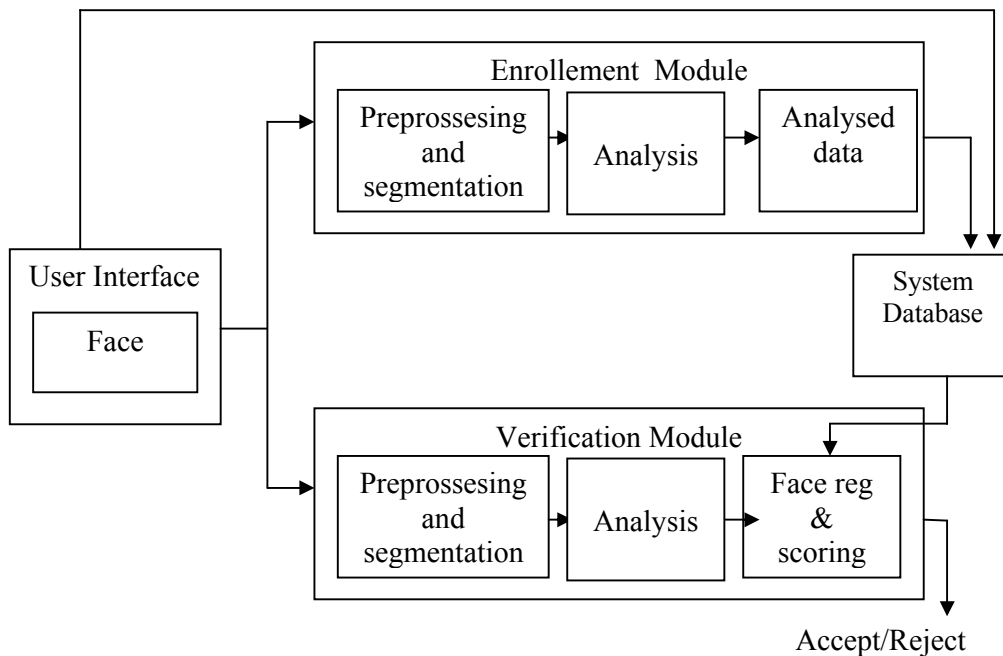 Enrollement Module
Preprossesing
and
segmentation
Analysis
Analysed
data
User Interface
Face
System
Database
Verification Module
Preprossesing
and
segmentation
Analysis
Face reg
&
scoring
Accept/Reject